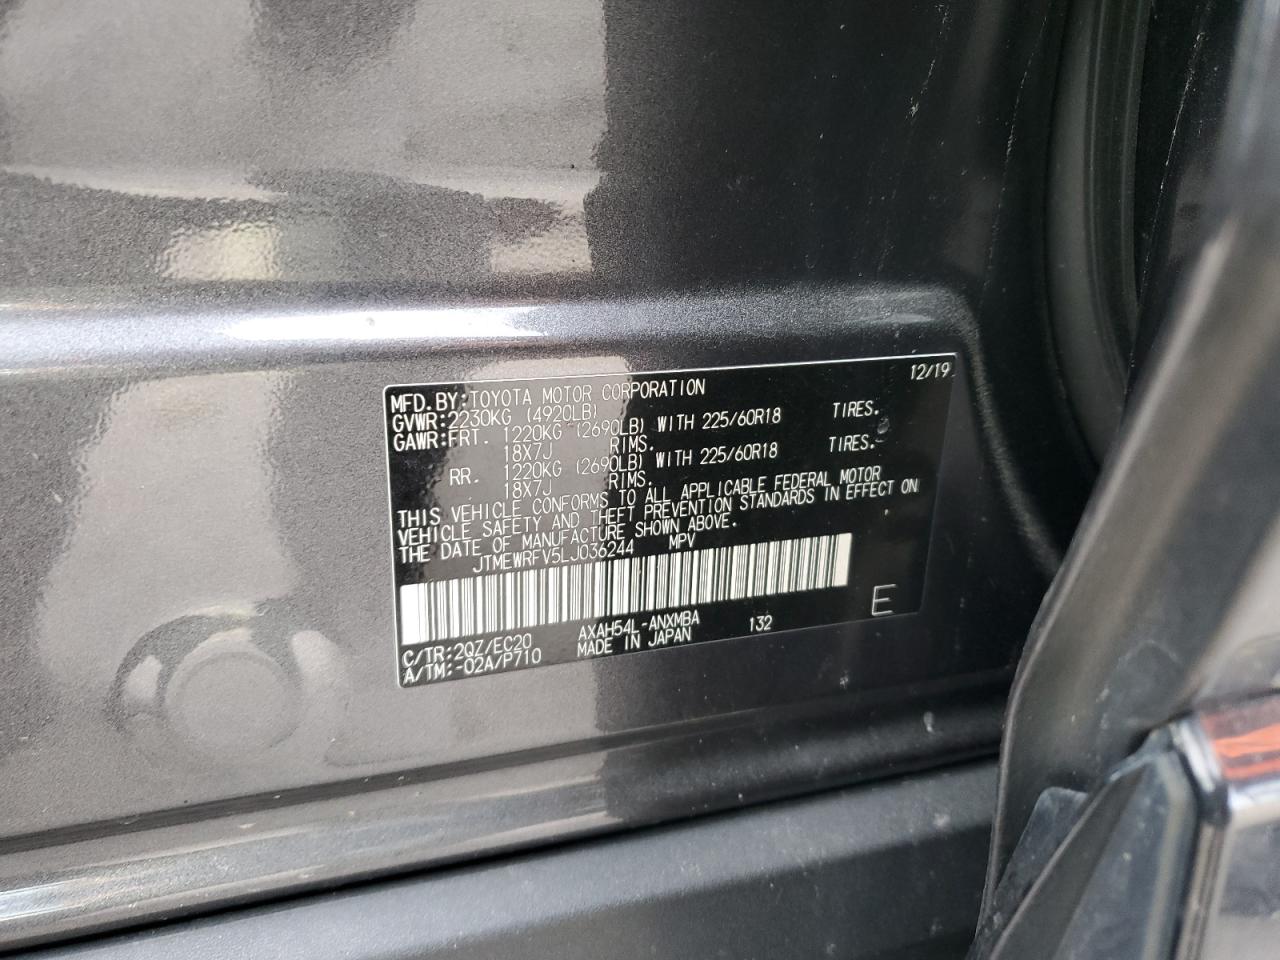 12/19
MFD.BY:TOYOTA MOTOR CORPORATION
GVWR:2230KG (4920LB)
GAWR:FRT. 1220KG (2690LB) WITH 225/60R18 TIRES.
18X7J RIMS.
RR. 1220KG (2690LB) WITH 225/60R18 TIRES.
18X7J RIMS.
THIS VEHICLE CONFORMS TO ALL APPLICABLE FEDERAL MOTOR
VEHICLE SAFETY AND THEFT PREVENTION STANDARDS IN EFFECT ON
THE DATE OF MANUFACTURE SHOWN ABOVE.
JTMEWRFV5LJ036244 MPV
C/TR:2QZ/EC20 AXAH54L-ANXMBA 132 E
A/TM:-02A/P710 MADE IN JAPAN